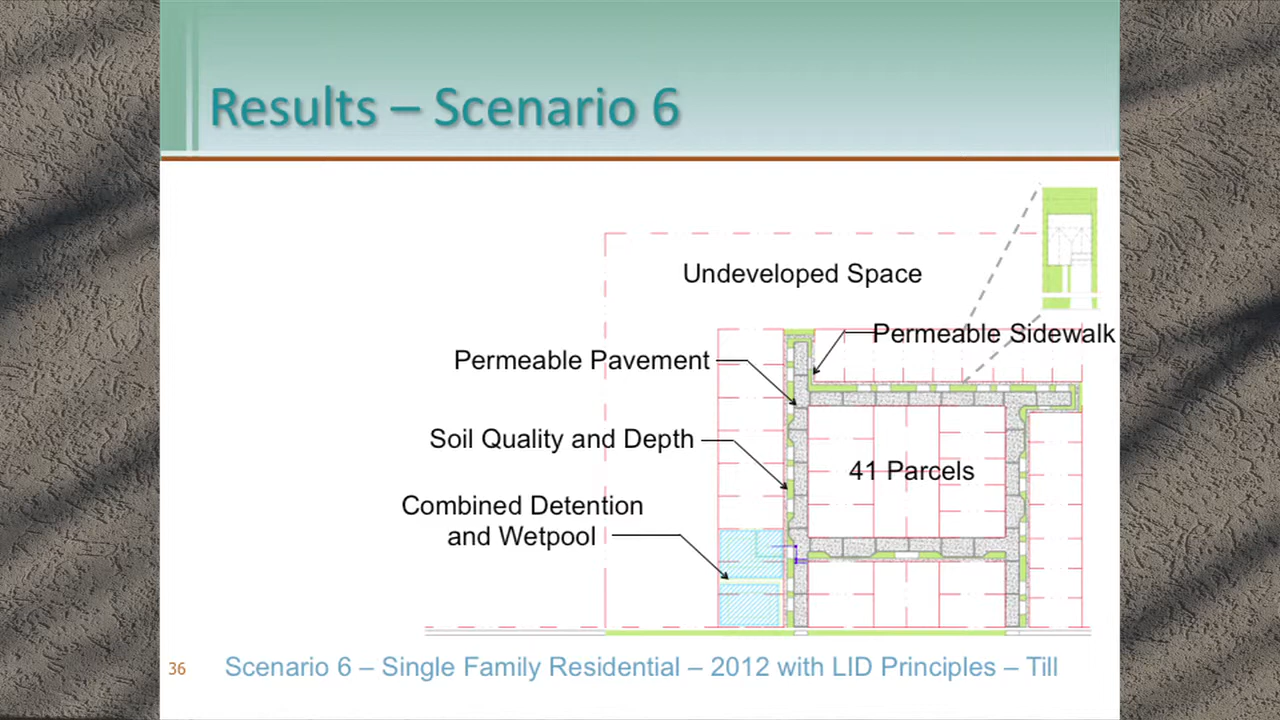 Results – Scenario 6
Undeveloped Space
Permeable Sidewalk
Permeable Pavement
Soil Quality and Depth
41 Parcels
Combined Detention
and Wetpool
36
Scenario 6 – Single Family Residential – 2012 with LID Principles – Till